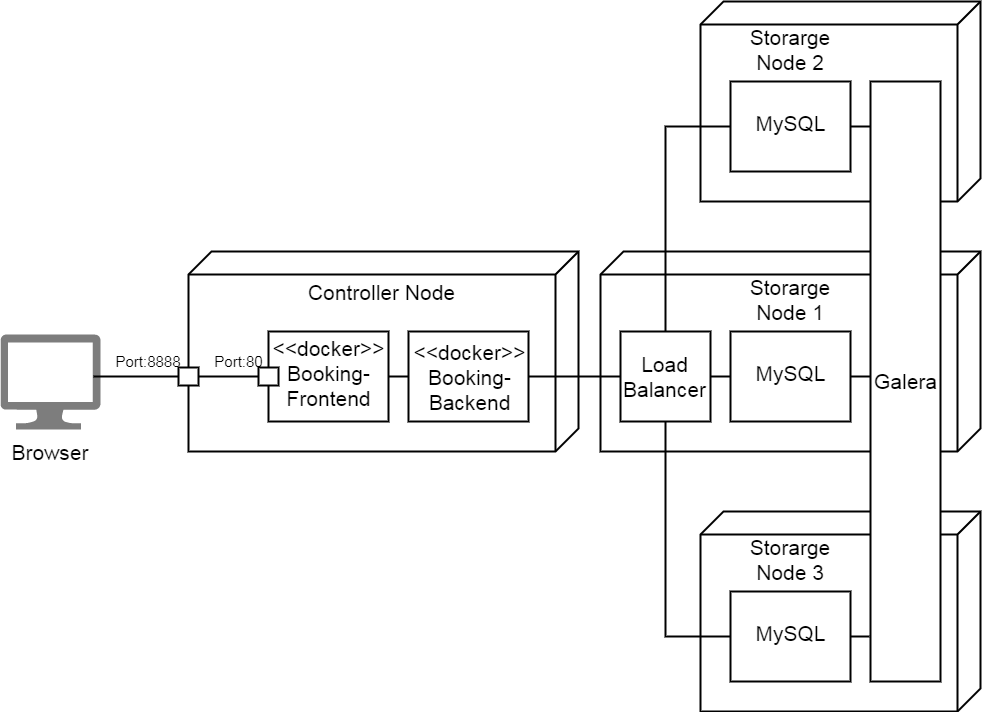 Storarge
Node 2
MySQL
Controller Node
Storarge
Node 1
Port:8888
Port:80
<<docker>>
Booking-
Frontend
<<docker>>
Booking-
Backend
Load
Balancer
MySQL
Galera
Browser
Storarge
Node 3
MySQL